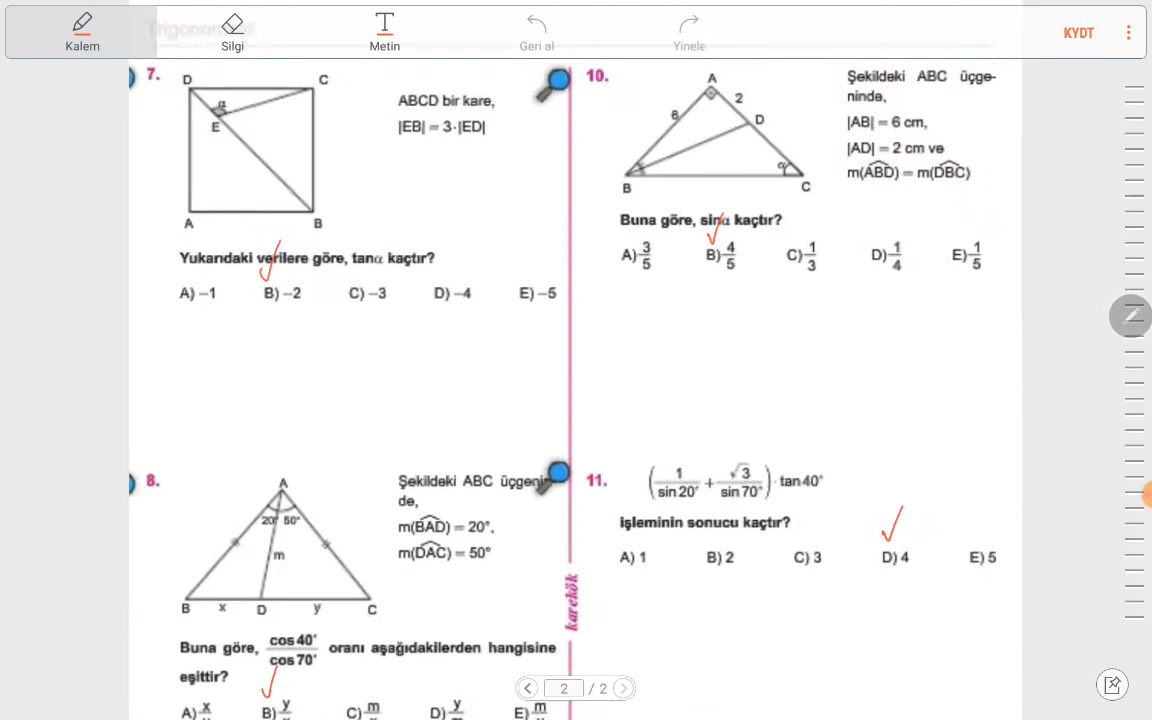 Kalem
Silgi
Metin
Geri al
Yinele
KYDT
7.
D
C
α
E
A
B
ABCD bir kare,
|EB| = 3·|ED|
Yukarıdaki verilere göre, tanα kaçtır?
A) –1 B) –2 C) –3 D) –4 E) –5
8.
A
20° 50°
m
B x D y C
Şekildeki ABC üçgenin-
de,
m(BAD) = 20°,
m(DAC) = 50°
Buna göre, cos 40° / cos 70° oranı aşağıdakilerden hangisine
eşittir?
A) x B) y C) m D) y E) m
10.
A
2
6
D
α
B
C
Şekildeki ABC üçge-
ninde,
|AB| = 6 cm,
|AD| = 2 cm ve
m(ABD) = m(DBC)
Buna göre, sinα kaçtır?
A) 3/5 B) 4/5 C) 1/3 D) 1/4 E) 1/5
11.
(1/sin 20° + √3/sin 70°) · tan 40°
işleminin sonucu kaçtır?
A) 1 B) 2 C) 3 D) 4 E) 5
karekök
2 / 2